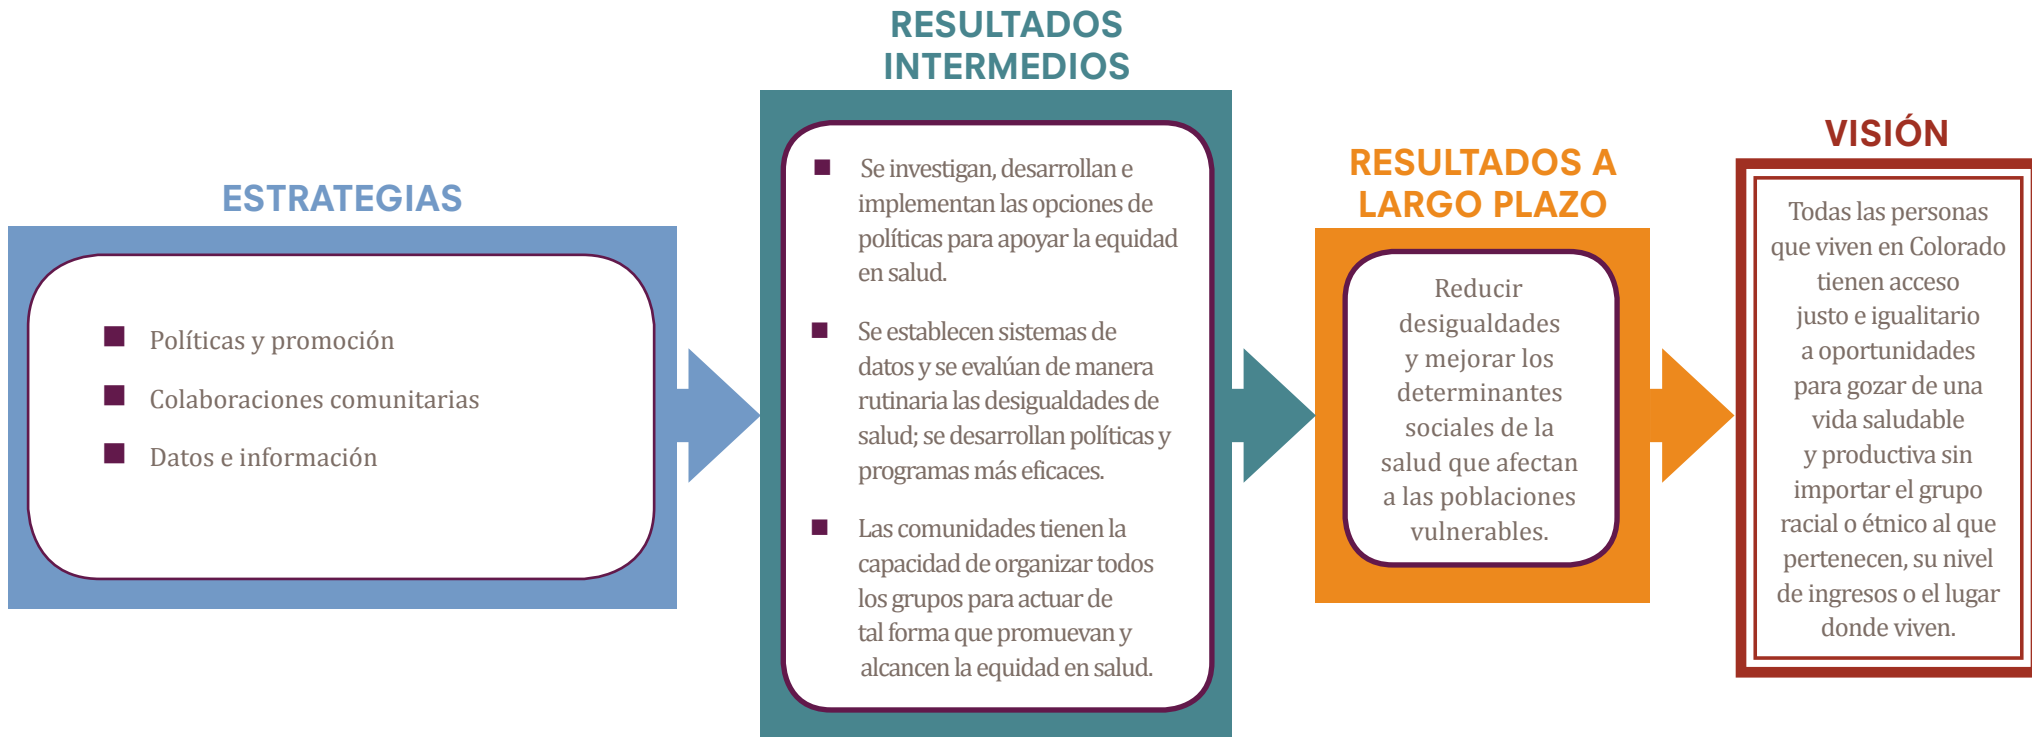 ESTRATEGIAS
Políticas y promoción
Colaboraciones comunitarias
Datos e información
RESULTADOS
INTERMEDIOS
Se investigan, desarrollan e
implementan las opciones de
políticas para apoyar la equidad
en salud.
Se establecen sistemas de
datos y se evalúan de manera
rutinaria las desigualdades de
salud; se desarrollan políticas y
programas más eficaces.
Las comunidades tienen la
capacidad de organizar todos
los grupos para actuar de
tal forma que promuevan y
alcancen la equidad en salud.
RESULTADOS A
LARGO PLAZO
Reducir
desigualdades
y mejorar los
determinantes
sociales de la
salud que afectan
a las poblaciones
vulnerables.
VISIÓN
Todas las personas
que viven en Colorado
tienen acceso
justo e igualitario
a oportunidades
para gozar de una
vida saludable
y productiva sin
importar el grupo
racial o étnico al que
pertenecen, su nivel
de ingresos o el lugar
donde viven.